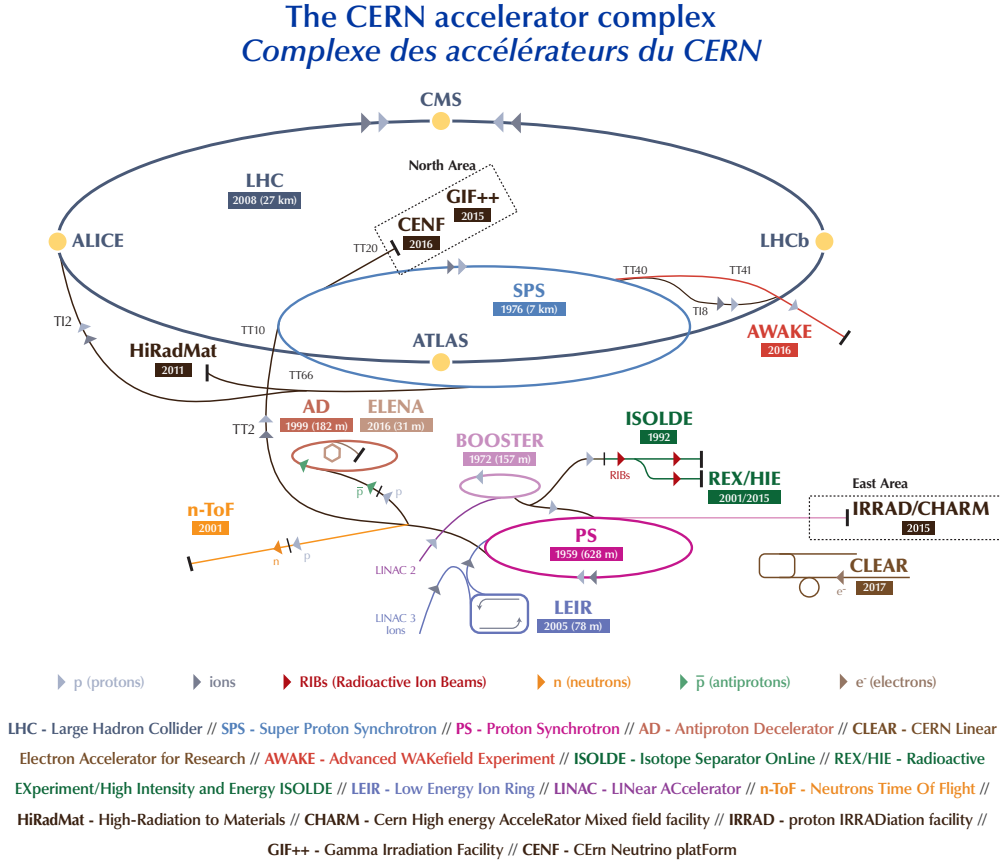 The CERN accelerator complex
Complexe des accélérateurs du CERN
CMS
North Area
LHC
2008 (27 km)
GIF++
2015
CENF
2016
ALICE
LHCb
TT20
TT40
TT41
SPS
1976 (7 km)
TI8
TI2
TT10
ATLAS
AWAKE
2016
HiRadMat
2011
TT66
AD
1999 (182 m)
ELENA
2016 (31 m)
TT2
ISOLDE
1992
BOOSTER
1972 (157 m)
RIBs
REX/HIE
2001/2015
p̅
p
East Area
n-ToF
2001
IRRAD/CHARM
2015
PS
1959 (628 m)
n
p
LINAC 2
CLEAR
2017
e-
LEIR
2005 (78 m)
LINAC 3
Ions
p (protons)
ions
RIBs (Radioactive Ion Beams)
n (neutrons)
p̅ (antiprotons)
e- (electrons)
LHC - Large Hadron Collider // SPS - Super Proton Synchrotron // PS - Proton Synchrotron // AD - Antiproton Decelerator // CLEAR - CERN Linear
Electron Accelerator for Research // AWAKE - Advanced WAKefield Experiment // ISOLDE - Isotope Separator OnLine // REX/HIE - Radioactive
EXperiment/High Intensity and Energy ISOLDE // LEIR - Low Energy Ion Ring // LINAC - LINear ACcelerator // n-ToF - Neutrons Time Of Flight //
HiRadMat - High-Radiation to Materials // CHARM - Cern High energy AcceleRator Mixed field facility // IRRAD - proton IRRADiation facility //
GIF++ - Gamma Irradiation Facility // CENF - CErn Neutrino platForm